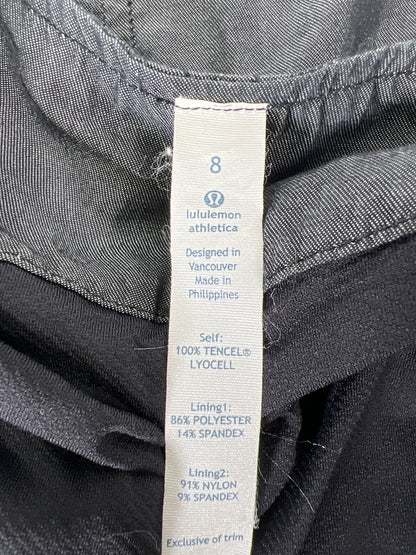 8
lululemon
athletica
Designed in
Vancouver
Made in
Philippines
Self:
100% TENCEL®
LYOCELL
Lining1:
86% POLYESTER
14% SPANDEX
Lining2:
91% NYLON
9% SPANDEX
Exclusive of trim